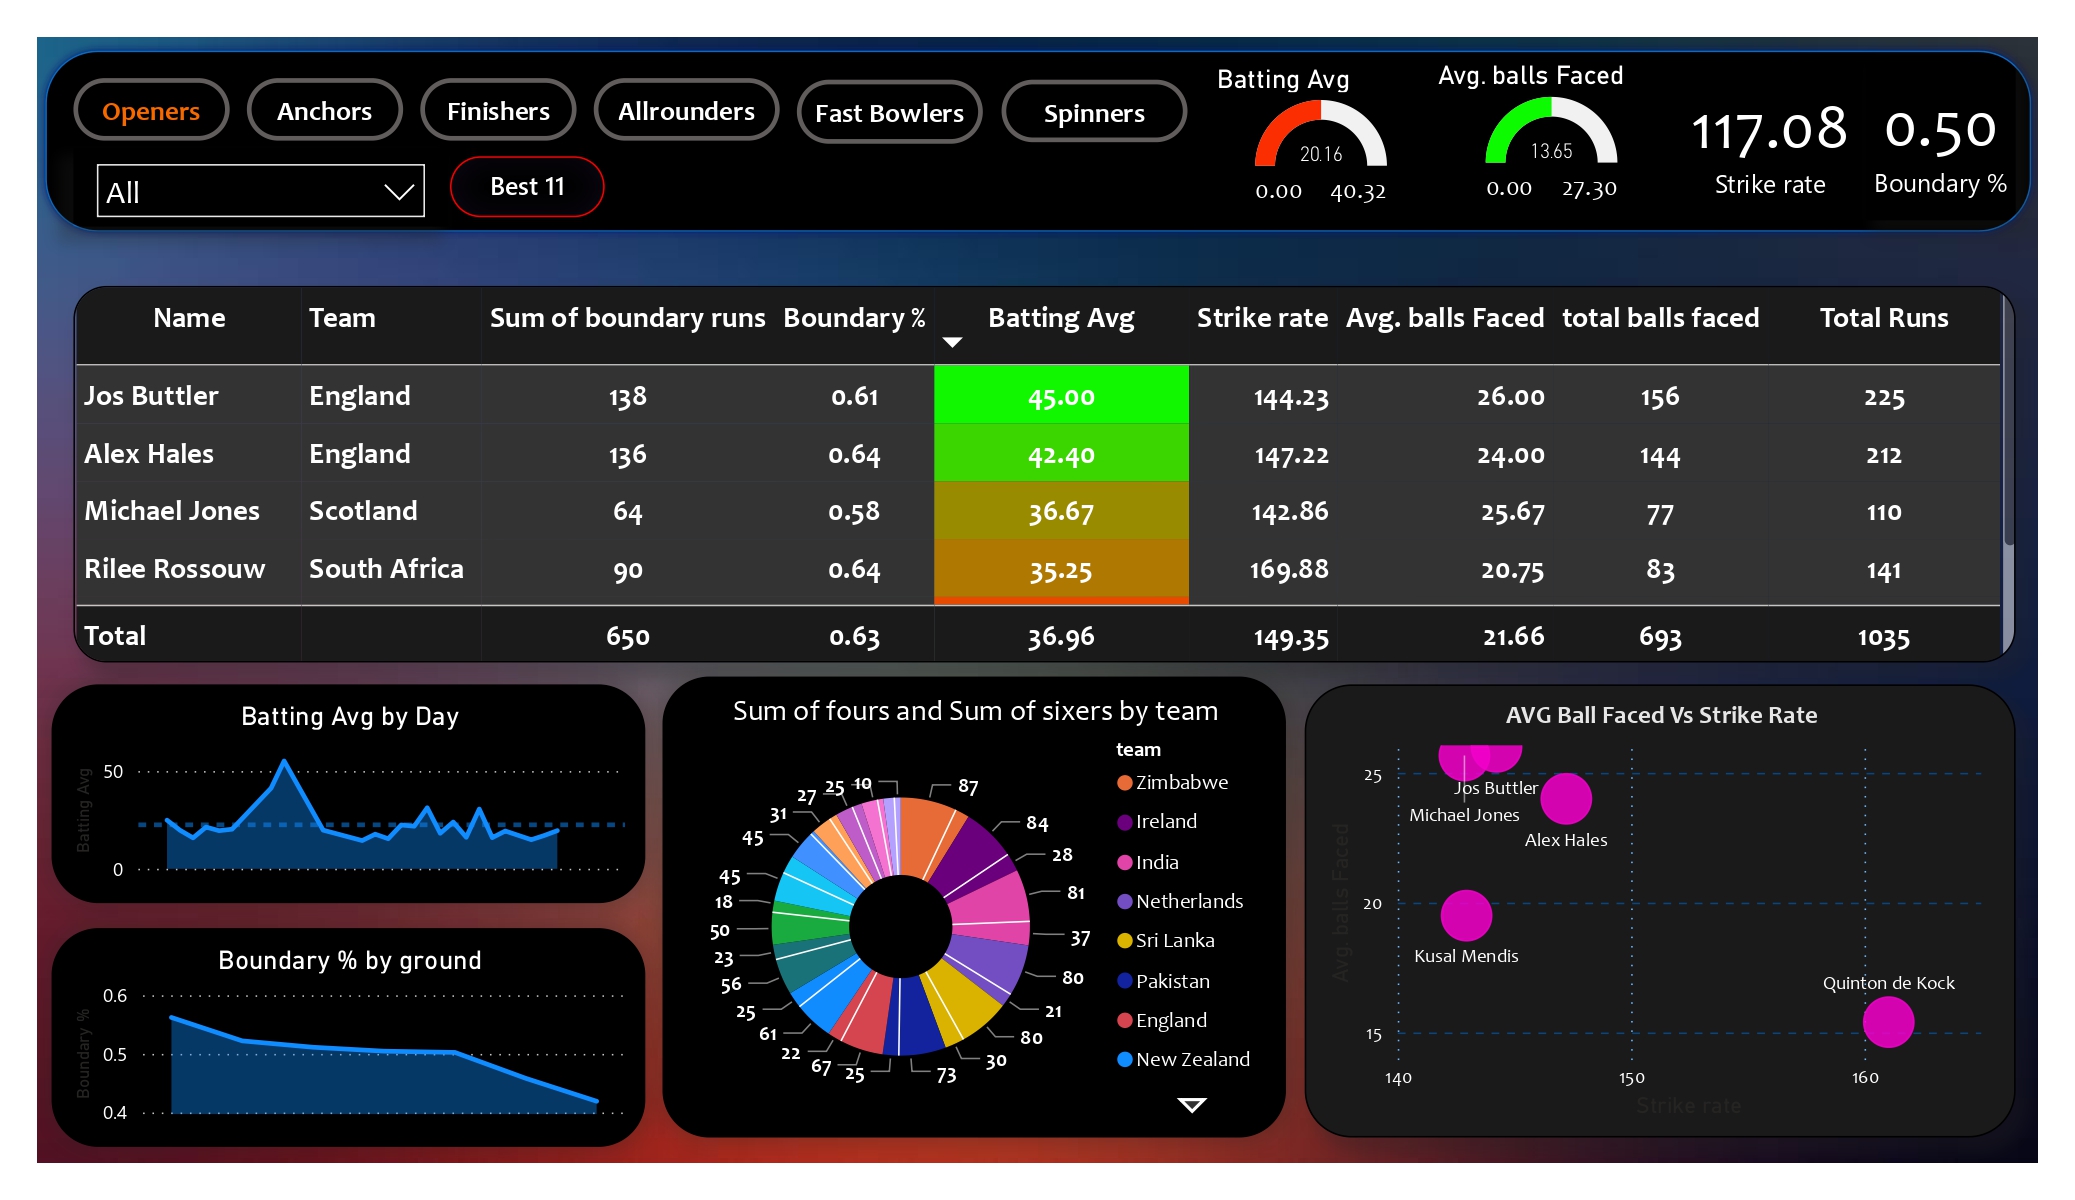 Openers
Anchors
Finishers
Allrounders
Fast Bowlers
Spinners
All
Best 11
Batting Avg
20.16
0.00 40.32
Avg. balls Faced
13.65
0.00 27.30
117.08
Strike rate
0.50
Boundary %
Name Team Sum of boundary runs Boundary % Batting Avg Strike rate Avg. balls Faced total balls faced Total Runs
Jos Buttler England 138 0.61 45.00 144.23 26.00 156 225
Alex Hales England 136 0.64 42.40 147.22 24.00 144 212
Michael Jones Scotland 64 0.58 36.67 142.86 25.67 77 110
Rilee Rossouw South Africa 90 0.64 35.25 169.88 20.75 83 141
Total 650 0.63 36.96 149.35 21.66 693 1035
Batting Avg by Day
Batting Avg
50
0
Boundary % by ground
Boundary %
0.6
0.5
0.4
Sum of fours and Sum of sixers by team
87
84
28
81
37
80
21
80
30
73
25
67
22
61
25
56
23
50
18
45
45
31
27
25
10
team
Zimbabwe
Ireland
India
Netherlands
Sri Lanka
Pakistan
England
New Zealand
AVG Ball Faced Vs Strike Rate
Avg. balls Faced
25
20
15
Jos Buttler
Michael Jones
Alex Hales
Kusal Mendis
Quinton de Kock
140 150 160
Strike rate